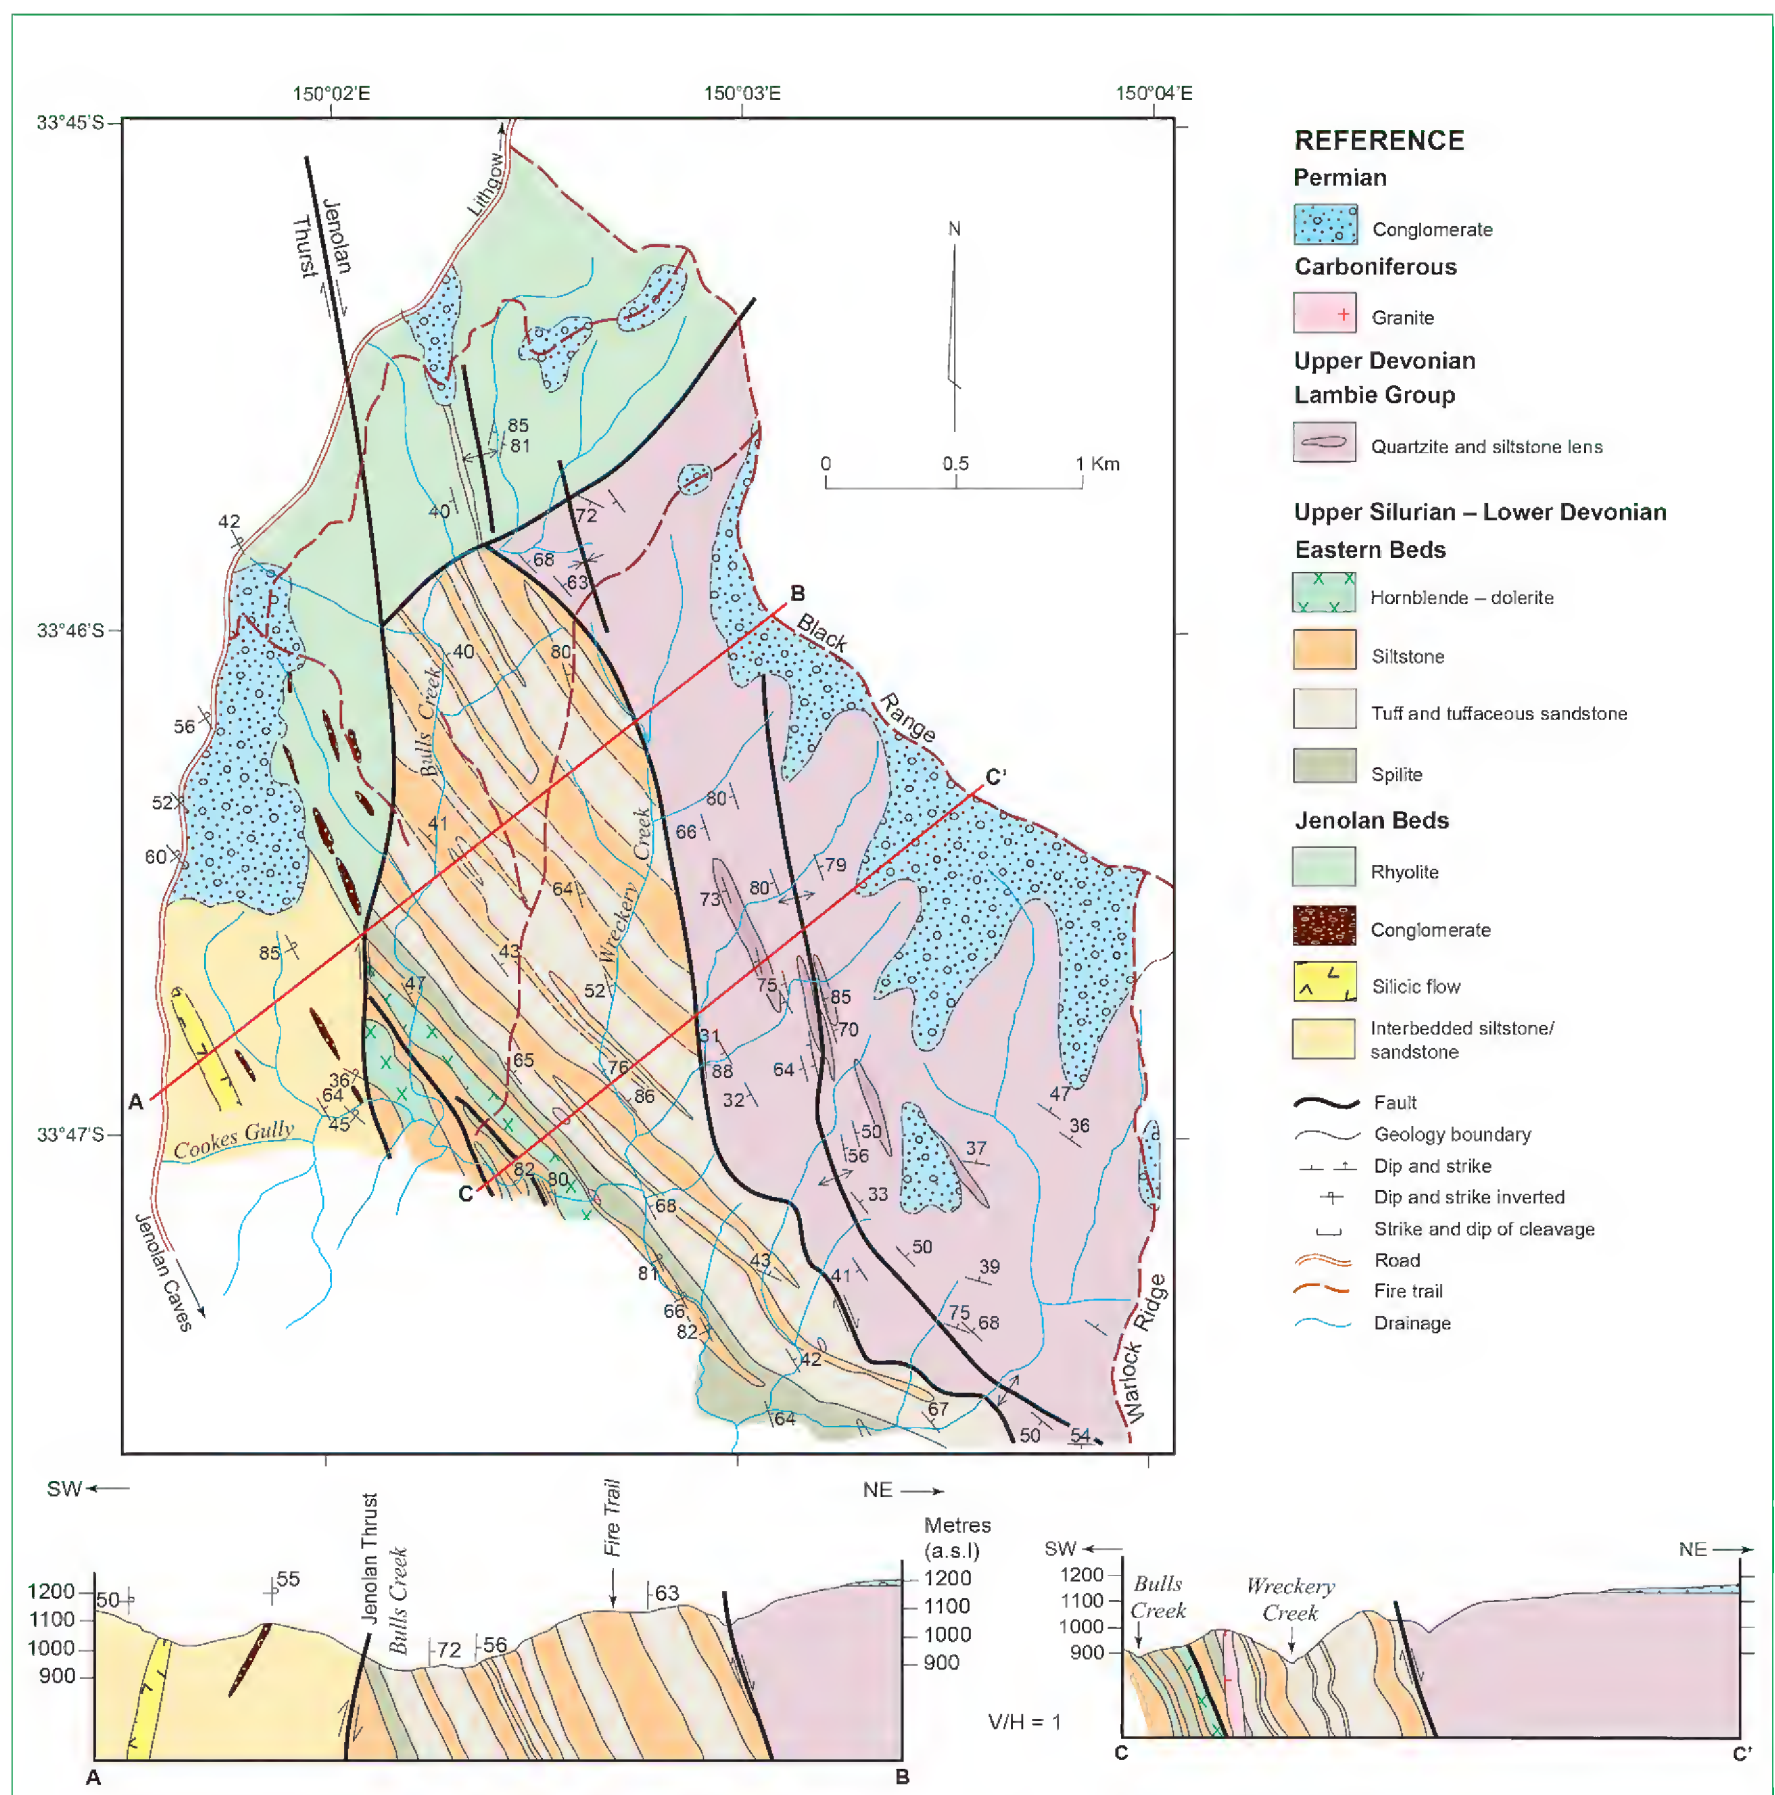 150°02'E
150°03'E
150°04'E
33°45'S
33°46'S
33°47'S
Lithgow
Jenolan
Thurst
N
0
0.5
1 Km
85
81
40
42
72
68
63
B
Black
Range
40
80
Bulls Creek
56
52
60
41
80
66
C'
79
80
73
64
Creek
Wreckery
85
43
47
52
75
85
70
31
88
64
32
65
76
86
36
64
45
A
Cookes Gully
47
36
50
56
37
33
82
80
C
68
50
39
43
41
81
66
82
75
68
42
64
67
50
54
Jenolan Caves
Warlock Ridge
REFERENCE
Permian
Conglomerate
Carboniferous
Granite
Upper Devonian
Lambie Group
Quartzite and siltstone lens
Upper Silurian – Lower Devonian
Eastern Beds
Hornblende – dolerite
Siltstone
Tuff and tuffaceous sandstone
Spilite
Jenolan Beds
Rhyolite
Conglomerate
Silicic flow
Interbedded siltstone/
sandstone
Fault
Geology boundary
Dip and strike
Dip and strike inverted
Strike and dip of cleavage
Road
Fire trail
Drainage
SW
NE
Jenolan Thrust
Bulls Creek
Fire Trail
Metres
(a.s.l)
1200
1100
1000
900
50
55
72
56
63
1200
1100
1000
900
A
B
V/H = 1
SW
NE
1200
1100
1000
900
Bulls
Creek
Wreckery
Creek
C
C'